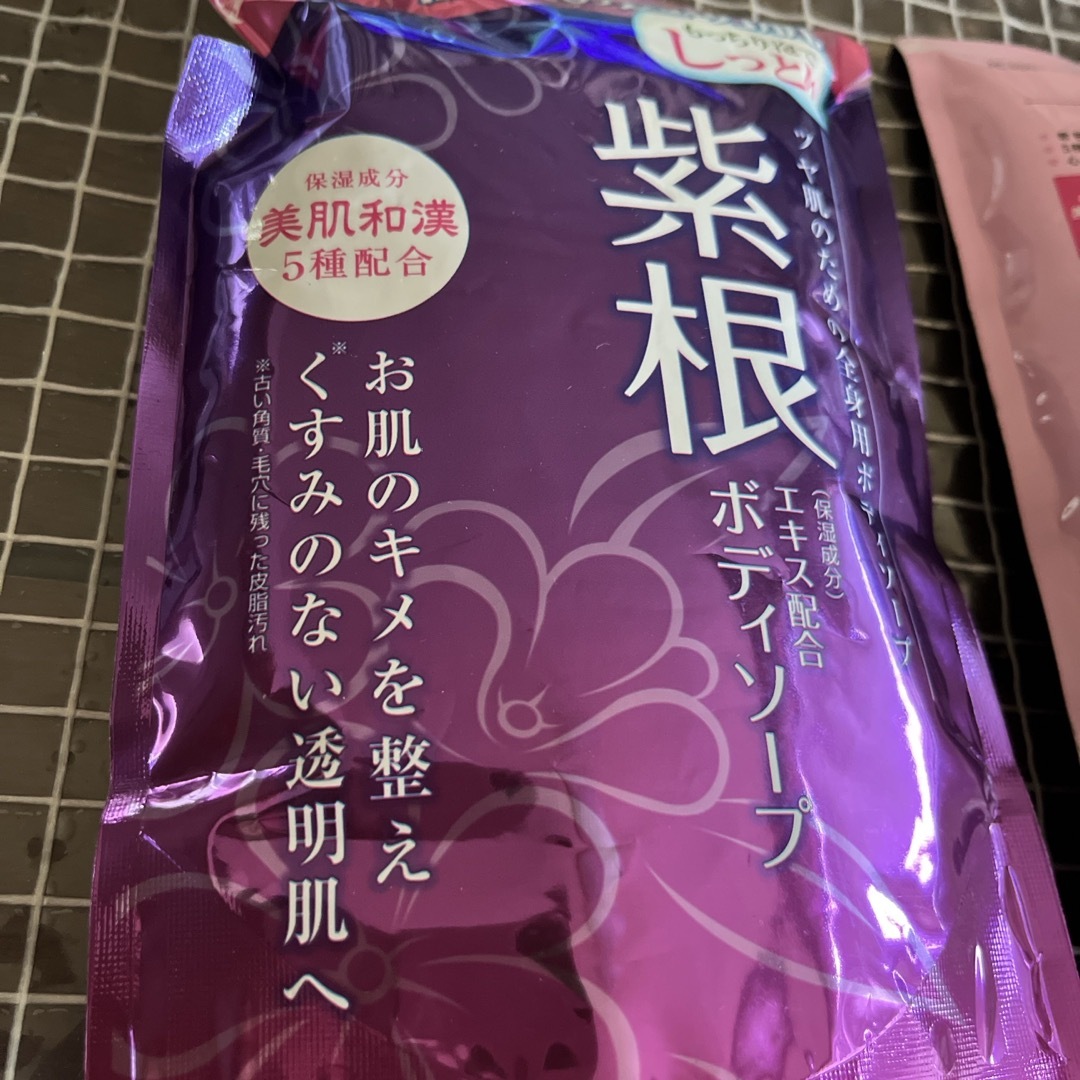 しっとり
ツヤ肌のための全身用ボディソープ
紫根
エキス配合
(保湿成分)
ボディソープ
保湿成分
美肌和漢
5種配合
お肌のキメを整え
くすみのない透明肌へ
※
※古い角質・毛穴に残った皮脂汚れ